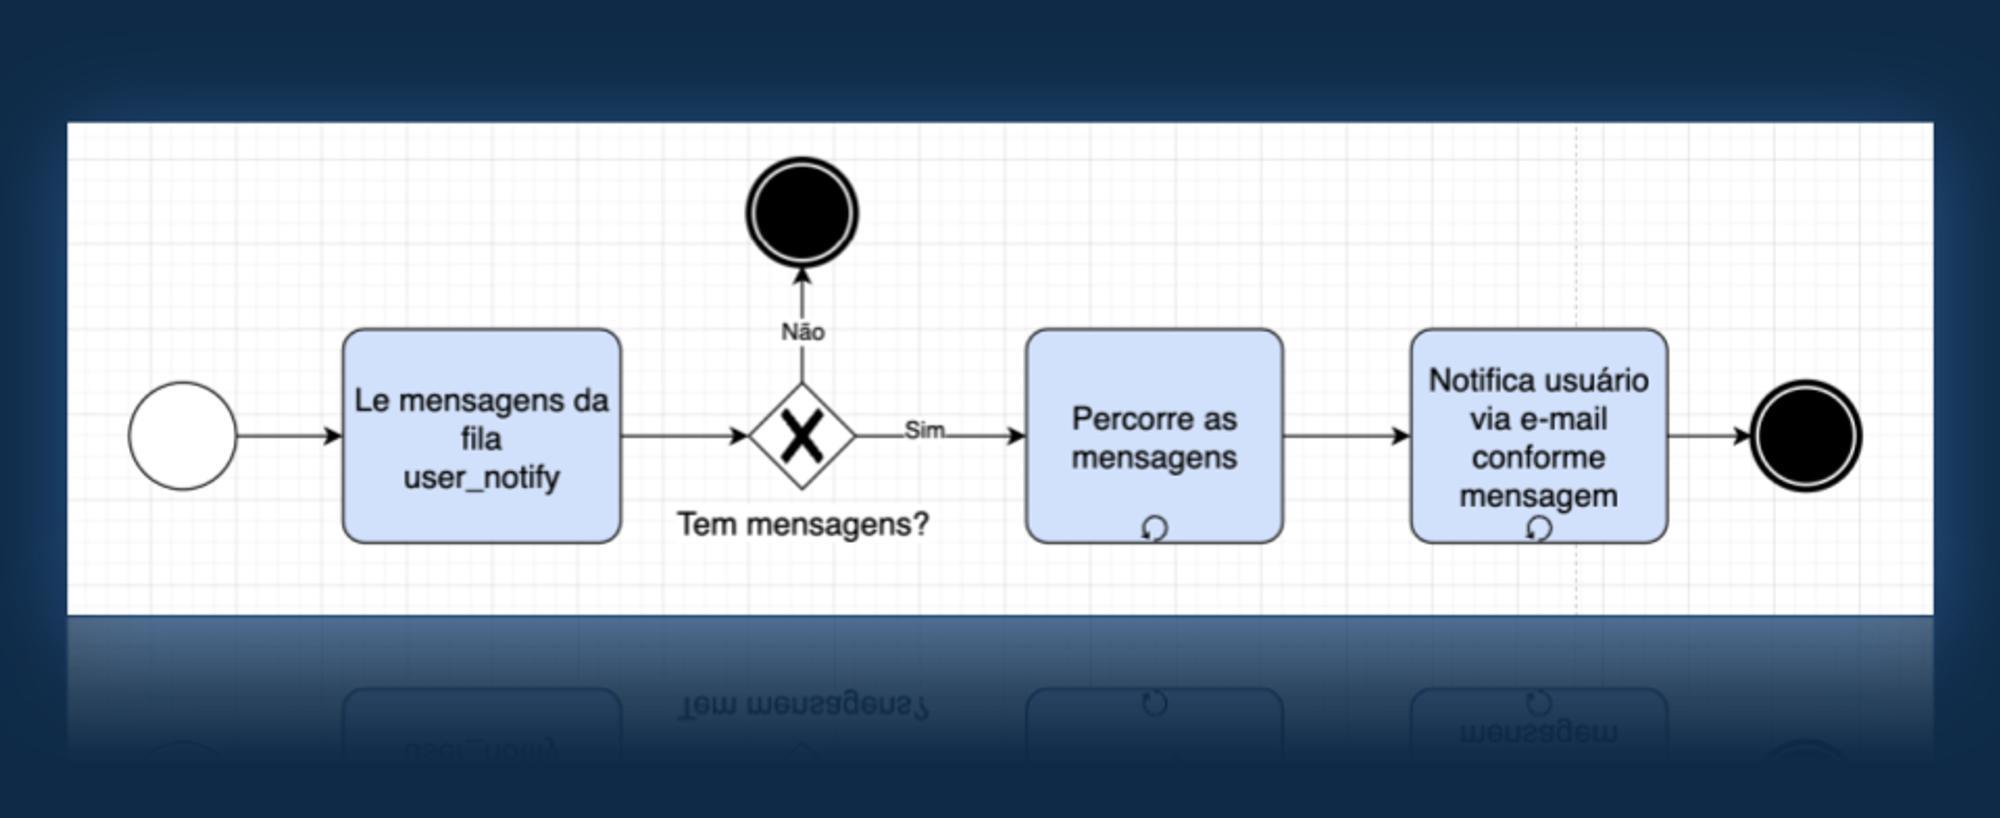 Le mensagens da
fila
user_notify
Não
Sim
Tem mensagens?
Percorre as
mensagens
Notifica usuário
via e-mail
conforme
mensagem